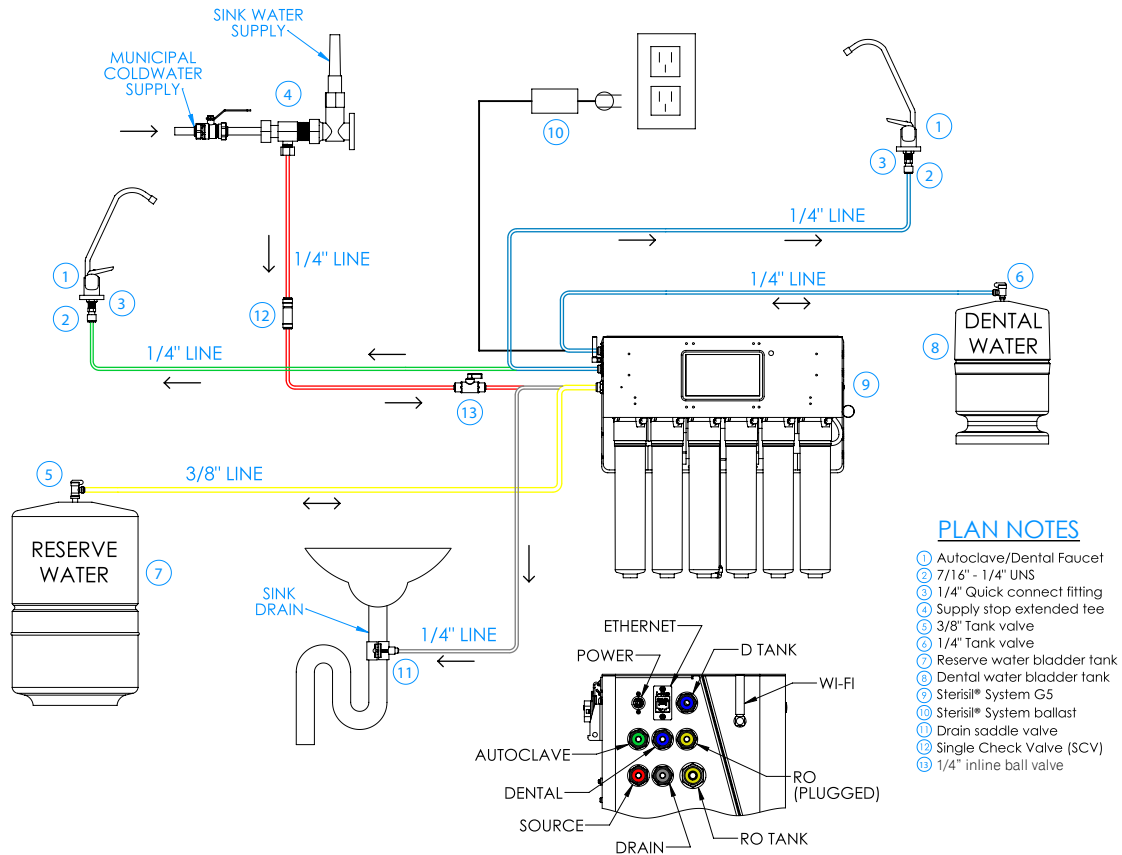 SINK WATER
SUPPLY
MUNICIPAL
COLDWATER
SUPPLY
4
10
1
3
2
1/4" LINE
1/4" LINE
1/4" LINE
6
1
3
2
12
DENTAL
WATER
8
1/4" LINE
9
13
5
3/8" LINE
RESERVE
WATER
7
SINK
DRAIN
1/4" LINE
11
PLAN NOTES
1 Autoclave/Dental Faucet
2 7/16" - 1/4" UNS
3 1/4" Quick connect fitting
4 Supply stop extended tee
5 3/8" Tank valve
6 1/4" Tank valve
7 Reserve water bladder tank
8 Dental water bladder tank
9 Sterisil® System G5
10 Sterisil® System ballast
11 Drain saddle valve
12 Single Check Valve (SCV)
13 1/4" inline ball valve
ETHERNET
POWER
D TANK
WI-FI
AUTOCLAVE
RO
(PLUGGED)
DENTAL
SOURCE
RO TANK
DRAIN